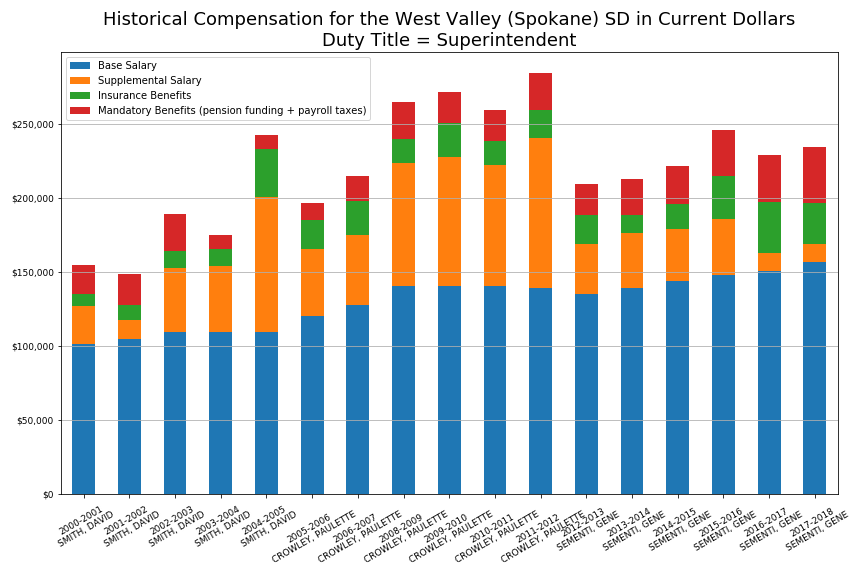 Historical Compensation for the West Valley (Spokane) SD in Current Dollars
Duty Title = Superintendent
Base Salary
Supplemental Salary
Insurance Benefits
Mandatory Benefits (pension funding + payroll taxes)
$250,000
$200,000
$150,000
$100,000
$50,000
$0
2000-2001
SMITH, DAVID
2001-2002
SMITH, DAVID
2002-2003
SMITH, DAVID
2003-2004
SMITH, DAVID
2004-2005
SMITH, DAVID
2005-2006
CROWLEY, PAULETTE
2006-2007
CROWLEY, PAULETTE
2008-2009
CROWLEY, PAULETTE
2009-2010
CROWLEY, PAULETTE
2010-2011
CROWLEY, PAULETTE
2011-2012
CROWLEY, PAULETTE
2012-2013
SEMENTI, GENE
2013-2014
SEMENTI, GENE
2014-2015
SEMENTI, GENE
2015-2016
SEMENTI, GENE
2016-2017
SEMENTI, GENE
2017-2018
SEMENTI, GENE